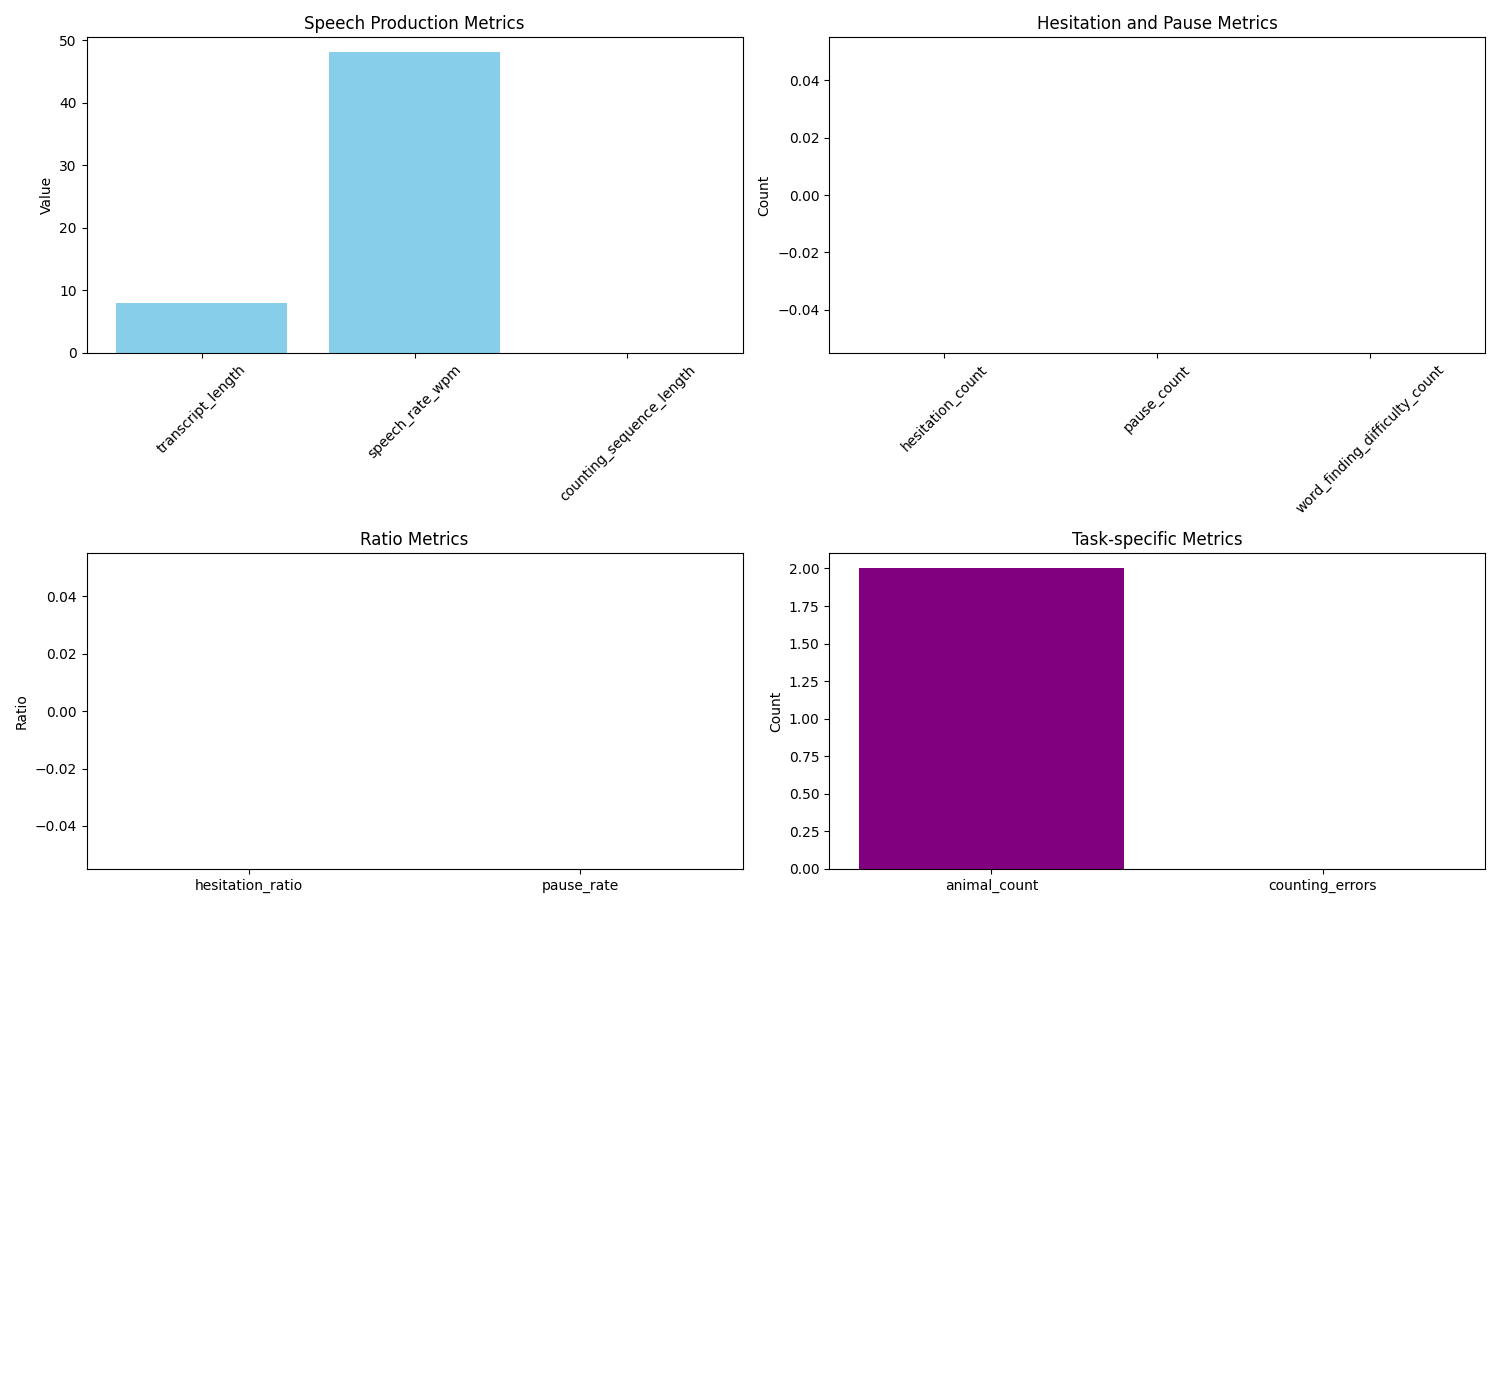 Speech Production Metrics
50
40
30
20
10
0
Value
transcript_length
speech_rate_wpm
counting_sequence_length
Hesitation and Pause Metrics
0.04
0.02
0.00
−0.02
−0.04
Count
hesitation_count
pause_count
word_finding_difficulty_count
Ratio Metrics
0.04
0.02
0.00
−0.02
−0.04
Ratio
hesitation_ratio
pause_rate
Task-specific Metrics
2.00
1.75
1.50
1.25
1.00
0.75
0.50
0.25
0.00
Count
animal_count
counting_errors